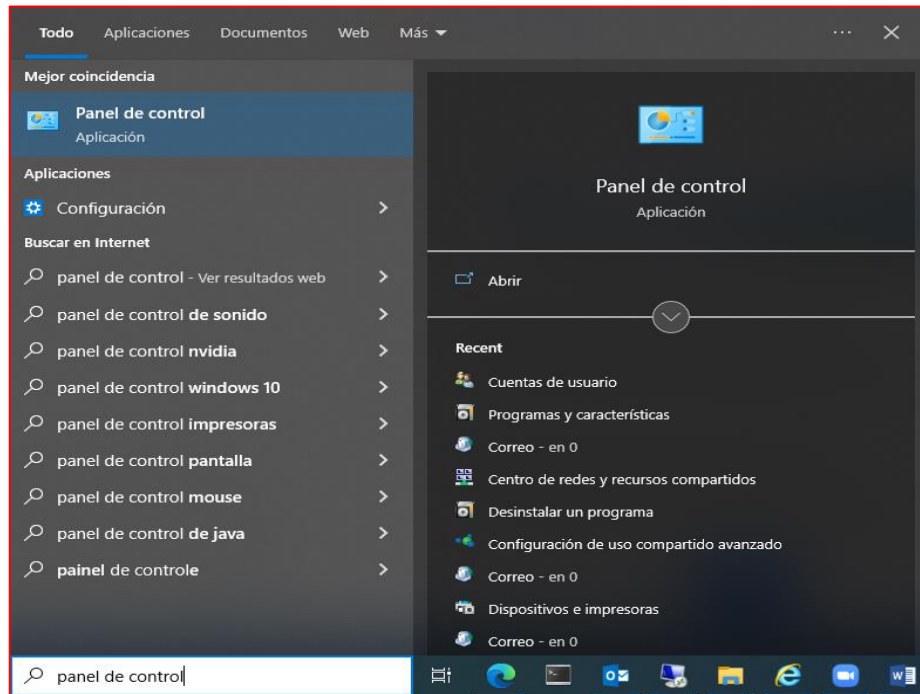 Todo Aplicaciones Documentos Web Más
Mejor coincidencia
Panel de control
Aplicación
Aplicaciones
Configuración
Buscar en Internet
panel de control - Ver resultados web
panel de control de sonido
panel de control nvidia
panel de control windows 10
panel de control impresoras
panel de control pantalla
panel de control mouse
panel de control de java
painel de controle
panel de control
Panel de control
Aplicación
Abrir
Recent
Cuentas de usuario
Programas y características
Correo - en 0
Centro de redes y recursos compartidos
Desinstalar un programa
Configuración de uso compartido avanzado
Correo - en 0
Dispositivos e impresoras
Correo - en 0